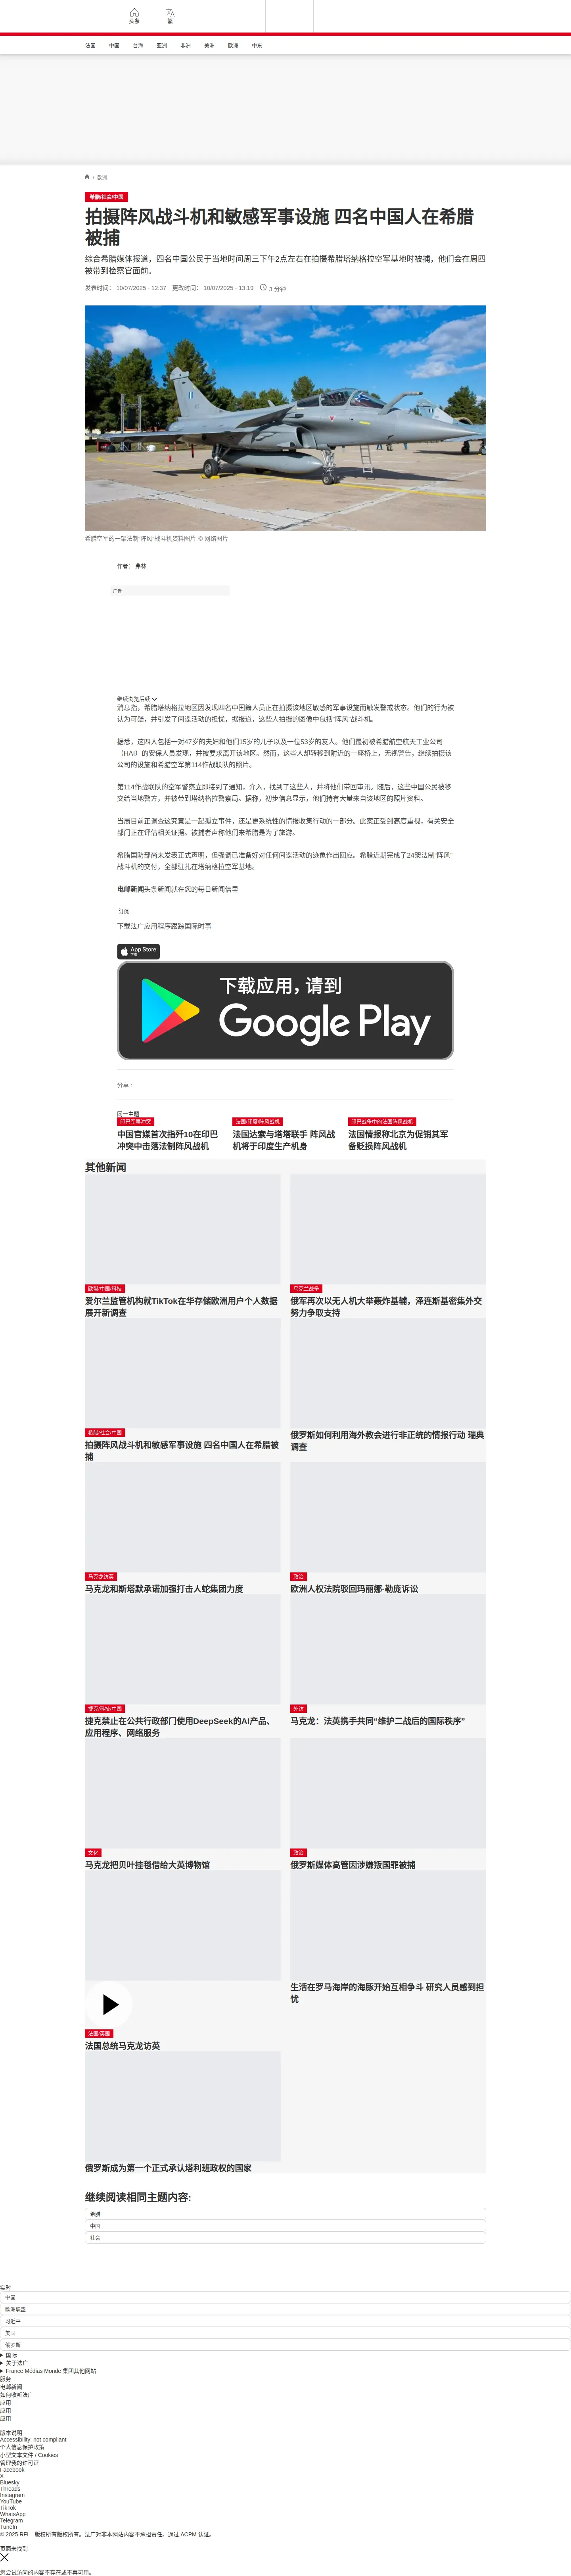 头条
繁
法国
中国
台海
亚洲
非洲
美洲
欧洲
中东
/ 欧洲
希腊/社会/中国
拍摄阵风战斗机和敏感军事设施 四名中国人在希腊
被捕
综合希腊媒体报道，四名中国公民于当地时间周三下午2点左右在拍摄希腊塔纳格拉空军基地时被捕，他们会在周四
被带到检察官面前。
发表时间： 10/07/2025 - 12:37 更改时间： 10/07/2025 - 13:19 3 分钟
希腊空军的一架法制“阵风”战斗机资料图片 © 网络图片
作者： 弗林
广告
继续浏览后续
消息指，希腊塔纳格拉地区因发现四名中国籍人员正在拍摄该地区敏感的军事设施而触发警戒状态。他们的行为被
认为可疑，并引发了间谍活动的担忧，据报道，这些人拍摄的图像中包括“阵风”战斗机。
据悉，这四人包括一对47岁的夫妇和他们15岁的儿子以及一位53岁的友人。他们最初被希腊航空航天工业公司
（HAI）的安保人员发现，并被要求离开该地区。然而，这些人却转移到附近的一座桥上，无视警告，继续拍摄该
公司的设施和希腊空军第114作战联队的照片。
第114作战联队的空军警察立即接到了通知，介入，找到了这些人，并将他们带回审讯。随后，这些中国公民被移
交给当地警方，并被带到塔纳格拉警察局。据称，初步信息显示，他们持有大量来自该地区的照片资料。
当局目前正调查这究竟是一起孤立事件，还是更系统性的情报收集行动的一部分。此案正受到高度重视，有关安全
部门正在评估相关证据。被捕者声称他们来希腊是为了旅游。
希腊国防部尚未发表正式声明，但强调已准备好对任何间谍活动的迹象作出回应。希腊近期完成了24架法制“阵风”
战斗机的交付，全部驻扎在塔纳格拉空军基地。
电邮新闻头条新闻就在您的每日新闻信里
订阅
下载法广应用程序跟踪国际时事
App Store
下载
下载应用，请到
Google Play
分享 :
同一主题
印巴军事冲突
中国官媒首次指歼10在印巴
冲突中击落法制阵风战机
法国/印度/阵风战机
法国达索与塔塔联手 阵风战
机将于印度生产机身
印巴战争中的法国阵风战机
法国情报称北京为促销其军
备贬损阵风战机
其他新闻
欧盟/中国/科技
爱尔兰监管机构就TikTok在华存储欧洲用户个人数据
展开新调查
乌克兰战争
俄军再次以无人机大举轰炸基辅，泽连斯基密集外交
努力争取支持
希腊/社会/中国
拍摄阵风战斗机和敏感军事设施 四名中国人在希腊被
捕
俄罗斯如何利用海外教会进行非正统的情报行动 瑞典
调查
马克龙访英
马克龙和斯塔默承诺加强打击人蛇集团力度
政治
欧洲人权法院驳回玛丽娜·勒庞诉讼
捷克/科技/中国
捷克禁止在公共行政部门使用DeepSeek的AI产品、
应用程序、网络服务
外访
马克龙：法英携手共同“维护二战后的国际秩序”
文化
马克龙把贝叶挂毯借给大英博物馆
政治
俄罗斯媒体高管因涉嫌叛国罪被捕
法国/英国
法国总统马克龙访英
生活在罗马海岸的海豚开始互相争斗 研究人员感到担
忧
俄罗斯成为第一个正式承认塔利班政权的国家
继续阅读相同主题内容:
希腊
中国
社会
实时
中国
欧洲联盟
习近平
美国
俄罗斯
国际
关于法广
France Médias Monde 集团其他网站
服务
电邮新闻
如何收听法广
应用
应用
应用
版本说明
Accessibility: not compliant
个人信息保护政策
小型文本文件 / Cookies
管理我的许可证
Facebook
X
Bluesky
Threads
Instagram
YouTube
TikTok
WhatsApp
Telegram
TuneIn
© 2025 RFI – 版权所有版权所有。法广对非本网站内容不承担责任。通过 ACPM 认证。
页面未找到
您尝试访问的内容不存在或不再可用。